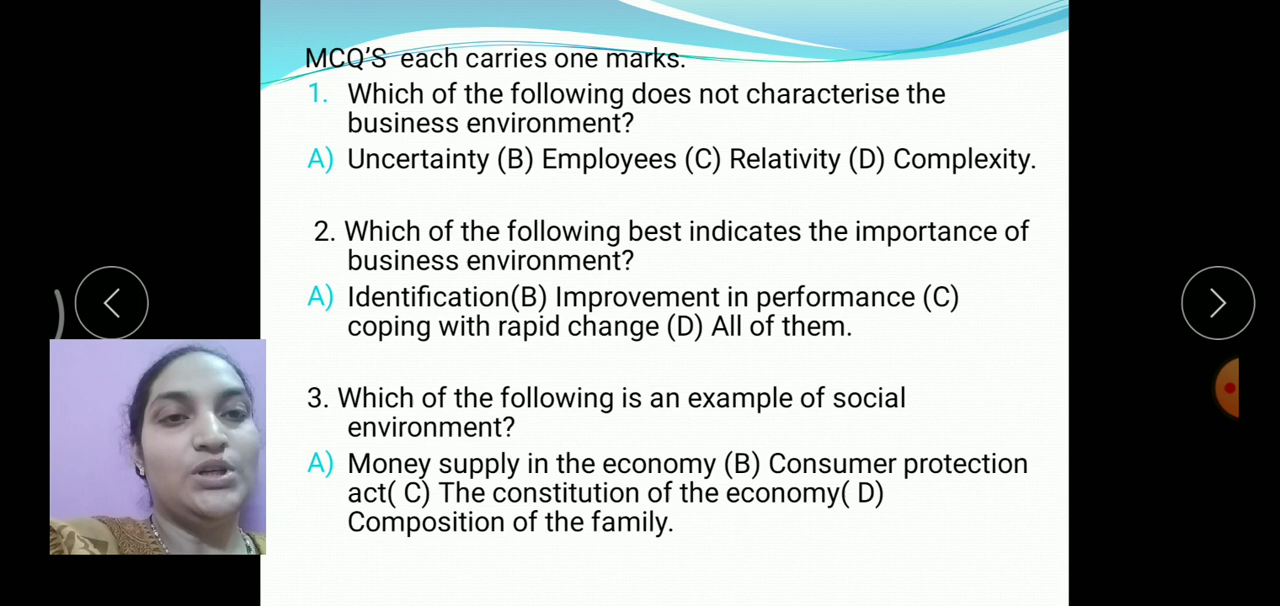 MCQ’S each carries one marks.
1. Which of the following does not characterise the
business environment?
A) Uncertainty (B) Employees (C) Relativity (D) Complexity.
2. Which of the following best indicates the importance of
business environment?
A) Identification(B) Improvement in performance (C)
coping with rapid change (D) All of them.
3. Which of the following is an example of social
environment?
A) Money supply in the economy (B) Consumer protection
act( C) The constitution of the economy( D)
Composition of the family.